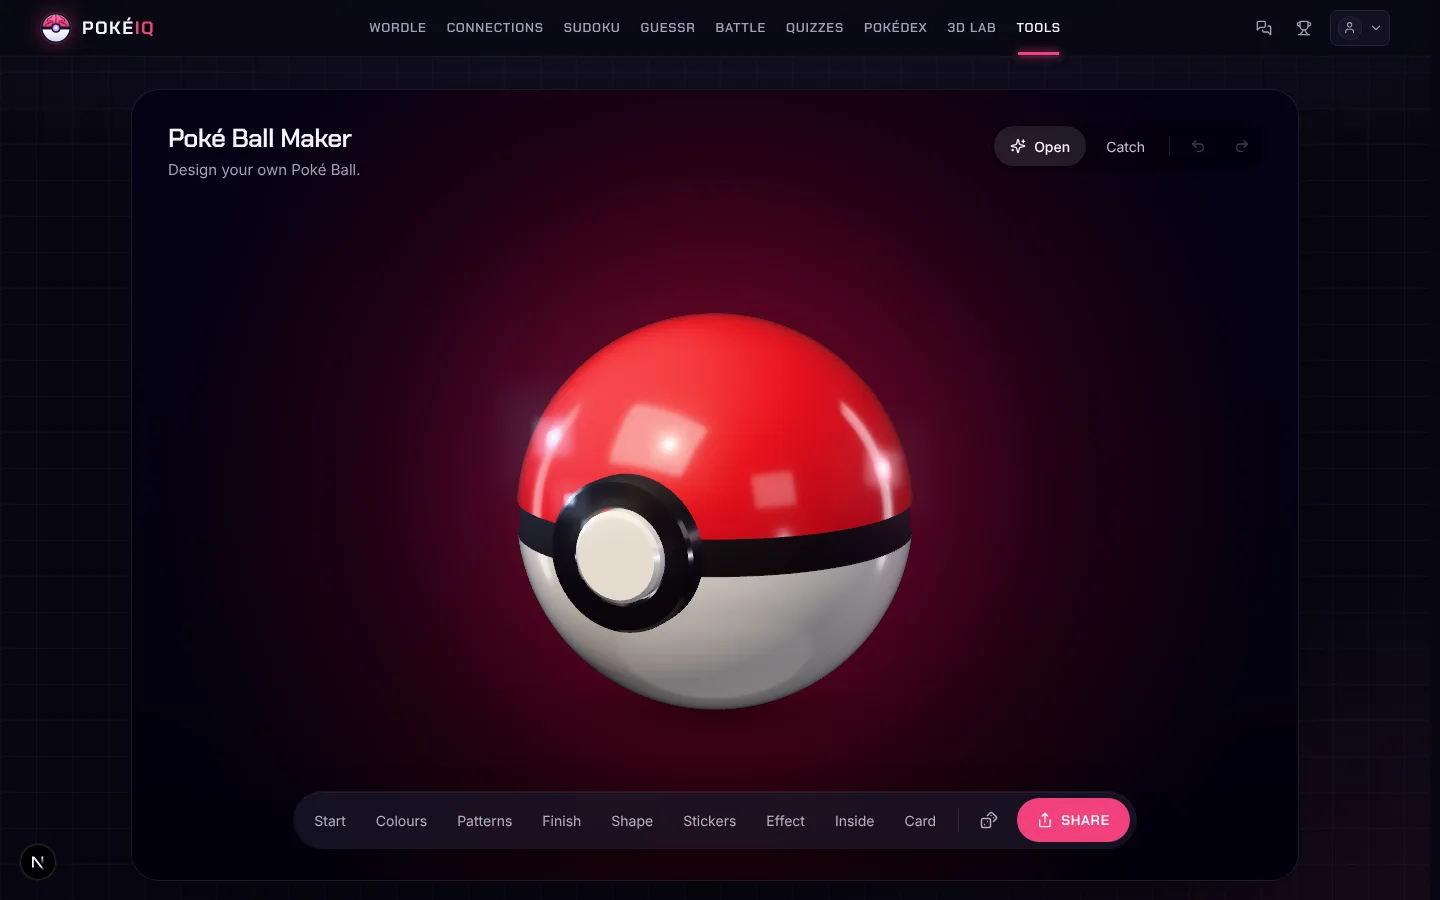 POKÉIQ
WORDLE CONNECTIONS SUDOKU GUESSR BATTLE QUIZZES POKÉDEX 3D LAB TOOLS
Poké Ball Maker
Design your own Poké Ball.
Open Catch
Start Colours Patterns Finish Shape Stickers Effect Inside Card SHARE
N